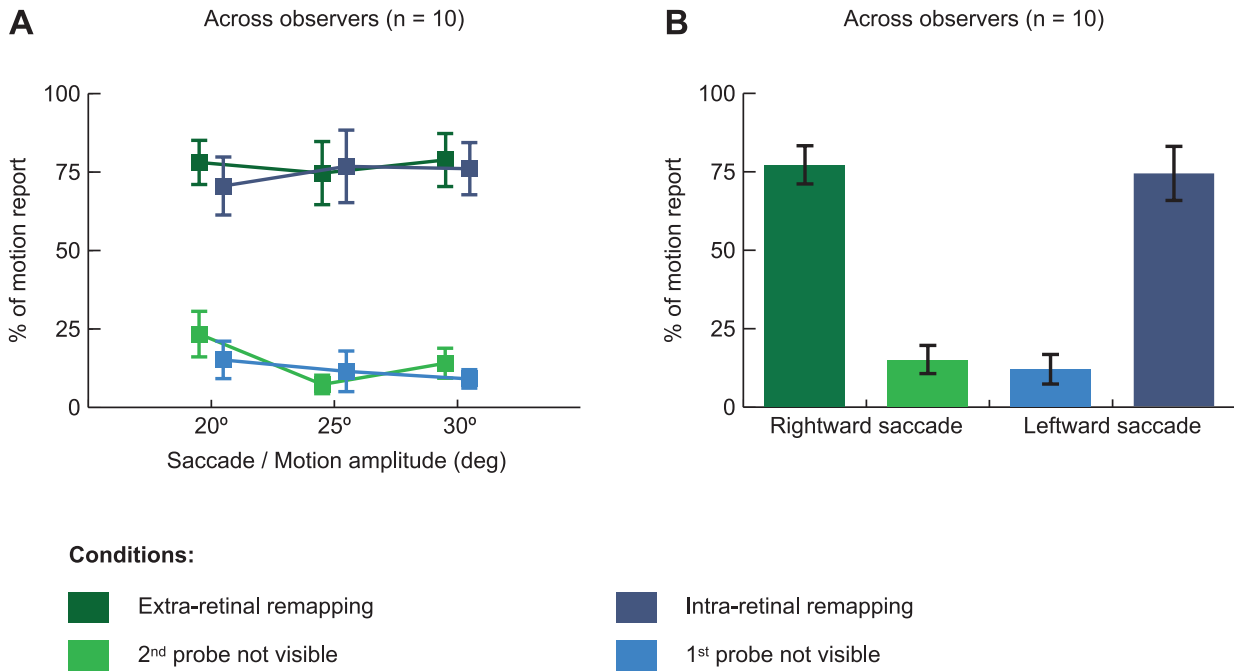 A
Across observers (n = 10)
% of motion report
100
75
50
25
0
20º
25º
30º
Saccade / Motion amplitude (deg)
B
Across observers (n = 10)
% of motion report
100
75
50
25
0
Rightward saccade
Leftward saccade
Conditions:
Extra-retinal remapping
Intra-retinal remapping
2nd probe not visible
1st probe not visible